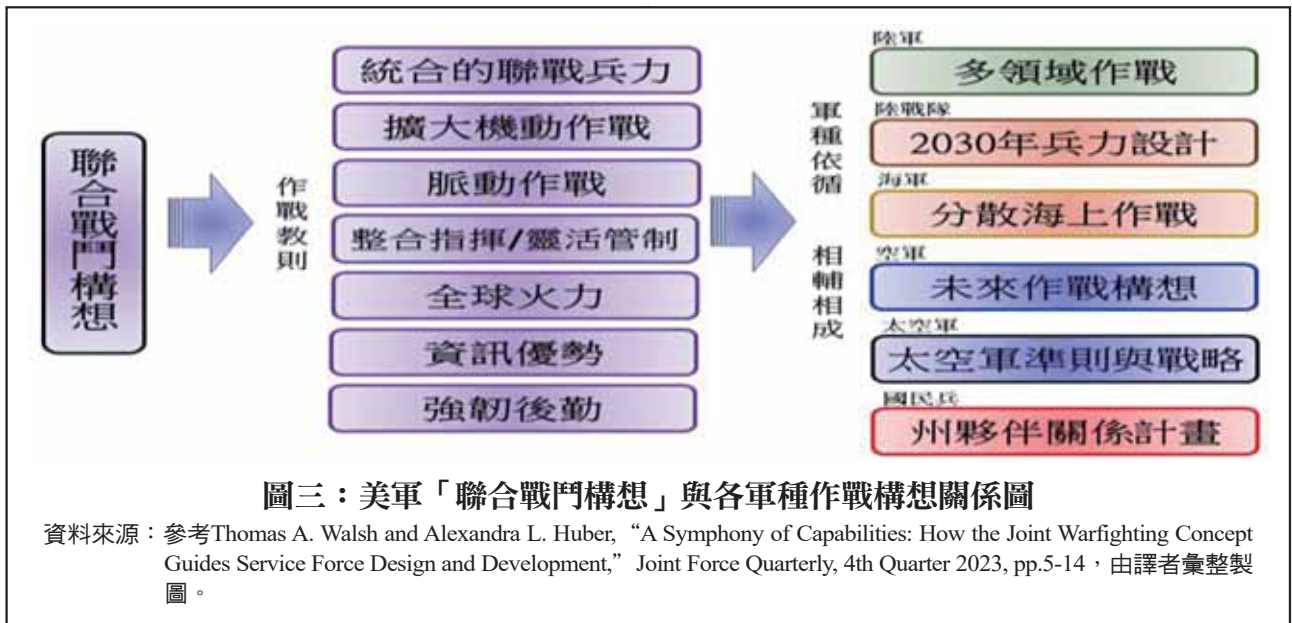 聯合戰鬥構想
作戰教則
統合的聯戰兵力
擴大機動作戰
脈動作戰
整合指揮/靈活管制
全球火力
資訊優勢
強韌後勤
軍種依循
相輔相成
陸軍
多領域作戰
陸戰隊
2030年兵力設計
海軍
分散海上作戰
空軍
未來作戰構想
太空軍
太空軍準則與戰略
國民兵
州夥伴關係計畫
圖三：美軍「聯合戰鬥構想」與各軍種作戰構想關係圖
資料來源：參考Thomas A. Walsh and Alexandra L. Huber, “A Symphony of Capabilities: How the Joint Warfighting Concept
Guides Service Force Design and Development,” Joint Force Quarterly, 4th Quarter 2023, pp.5-14，由譯者彙整製
圖。